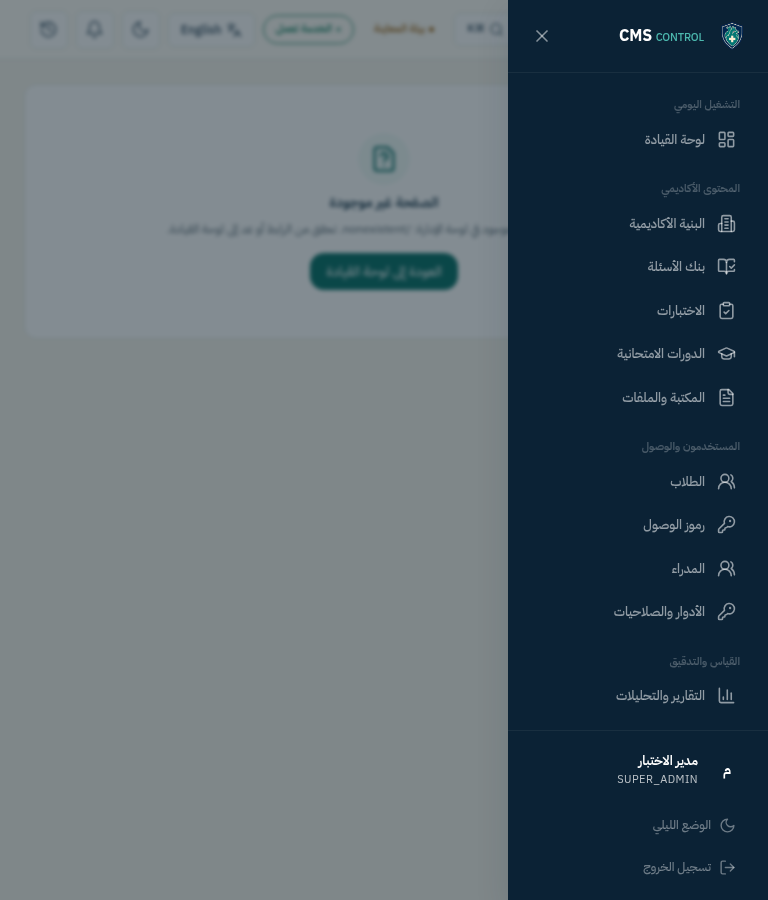 CMS CONTROL
التشغيل اليومي
لوحة القيادة
المحتوى الأكاديمي
البنية الأكاديمية
بنك الأسئلة
الاختبارات
الدورات الامتحانية
المكتبة والملفات
المستخدمون والوصول
الطلاب
رموز الوصول
المدراء
الأدوار والصلاحيات
القياس والتدقيق
التقارير والتحليلات
م
مدير الاختبار
SUPER_ADMIN
الوضع الليلي
تسجيل الخروج
English
الصفحة غير موجودة
العودة إلى لوحة القيادة